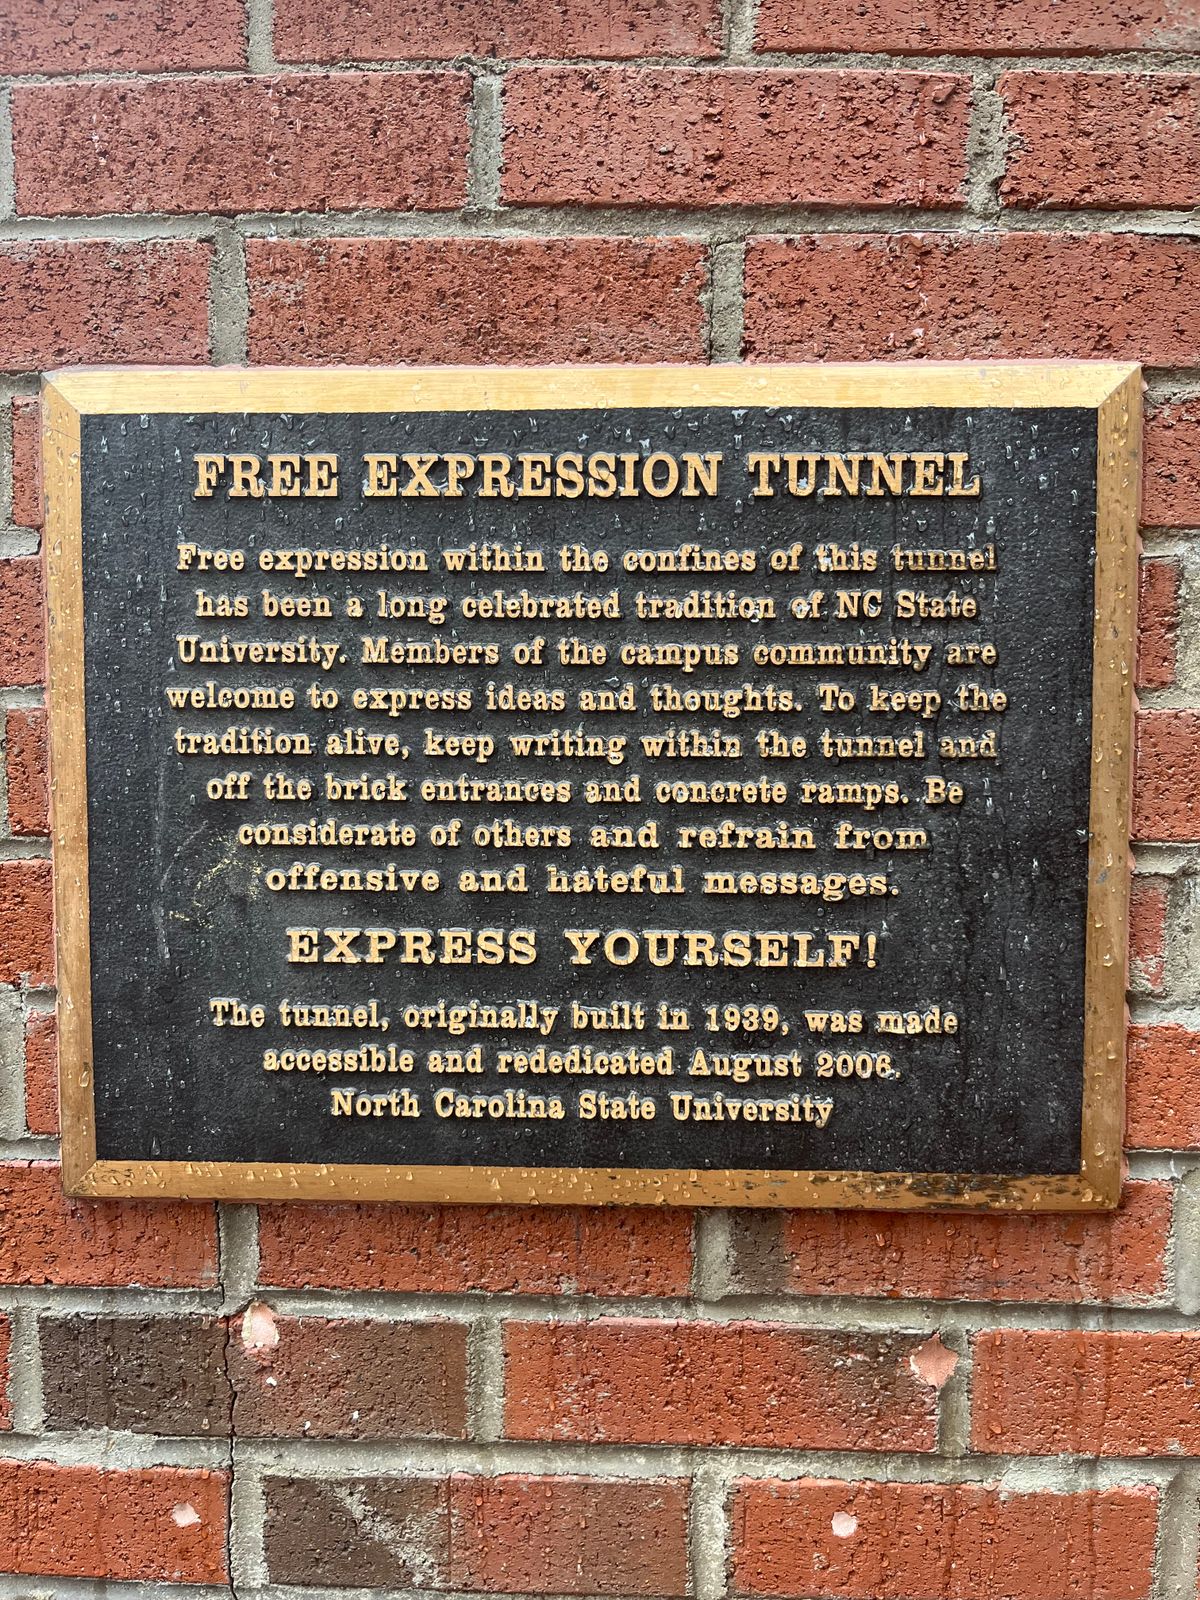 FREE EXPRESSION TUNNEL
Free expression within the confines of this tunnel
has been a long celebrated tradition of NC State
University. Members of the campus community are
welcome to express ideas and thoughts. To keep the
tradition alive, keep writing within the tunnel and
off the brick entrances and concrete ramps. Be
considerate of others and refrain from
offensive and hateful messages.
EXPRESS YOURSELF!
The tunnel, originally built in 1939, was made
accessible and rededicated August 2006.
North Carolina State University